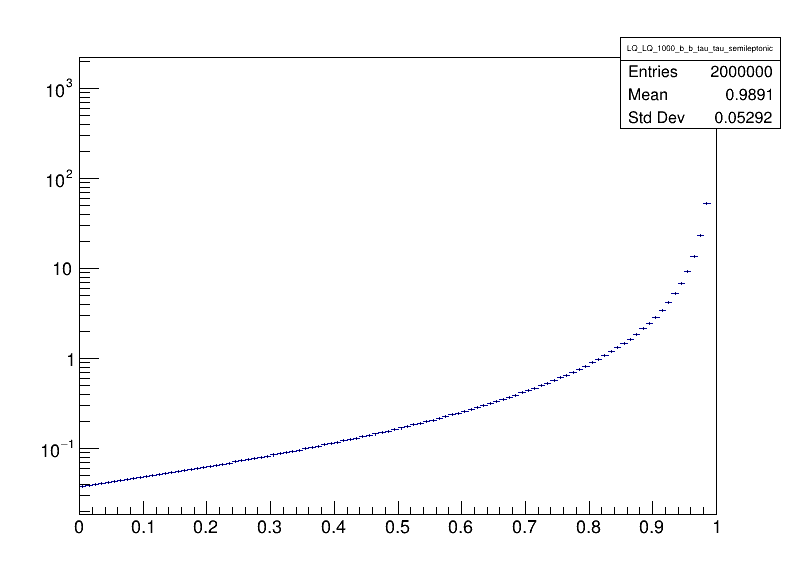 LQ_LQ_1000_b_b_tau_tau_semileptonic
Entries 2000000
Mean 0.9891
Std Dev 0.05292
10³
10²
10
1
10⁻¹
0 0.1 0.2 0.3 0.4 0.5 0.6 0.7 0.8 0.9 1